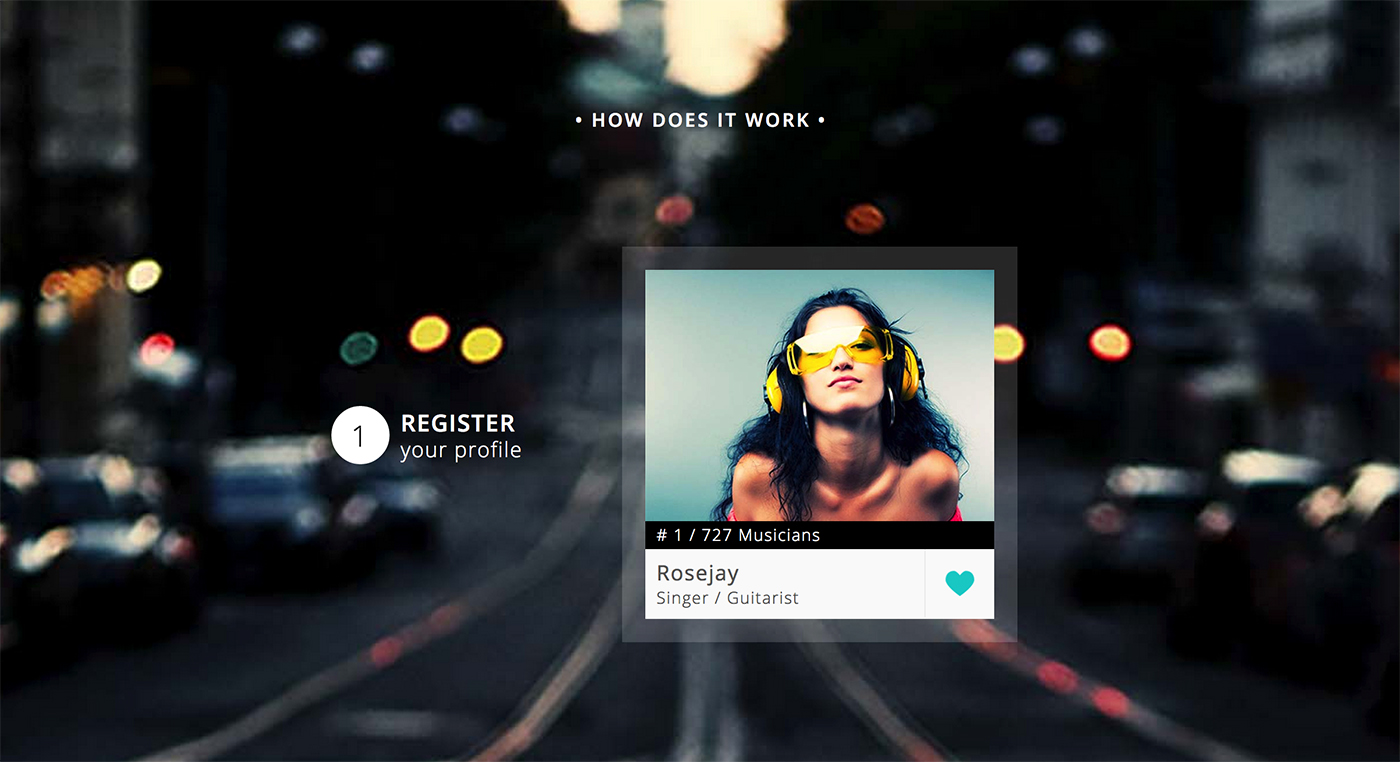 • HOW DOES IT WORK •
1
REGISTER
your profile
# 1 / 727 Musicians
Rosejay
Singer / Guitarist